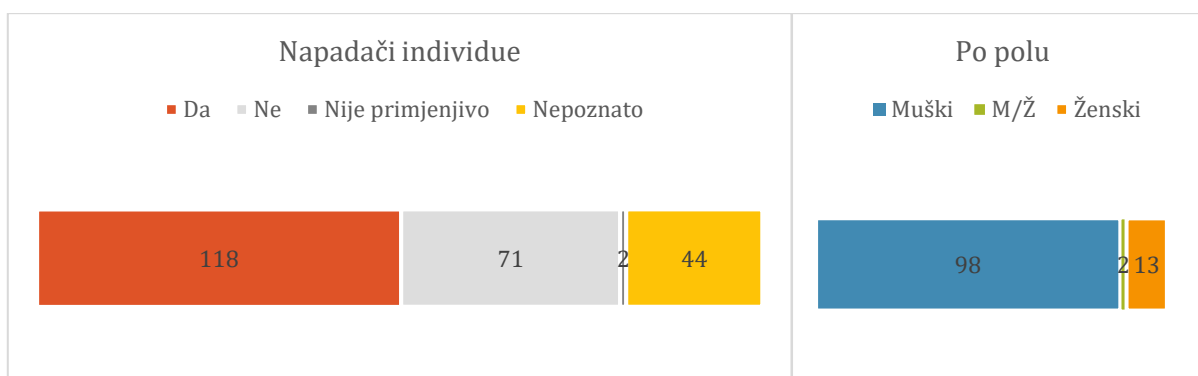 Napadači individue
Da Ne Nije primjenjivo Nepoznato
118 71 2 44
Po polu
Muški M/Ž Ženski
98 2 13